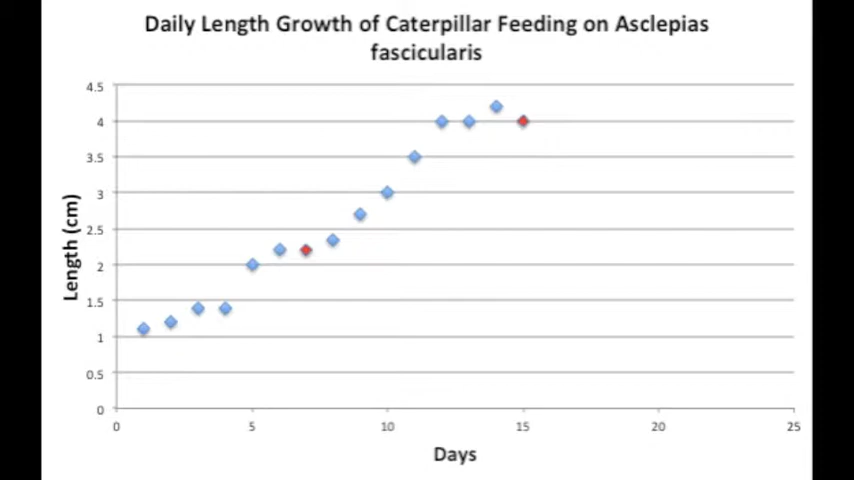 Daily Length Growth of Caterpillar Feeding on Asclepias
fascicularis
4.5
4
3.5
3
2.5
2
1.5
1
0.5
0
Length (cm)
0 5 10 15 20 25
Days